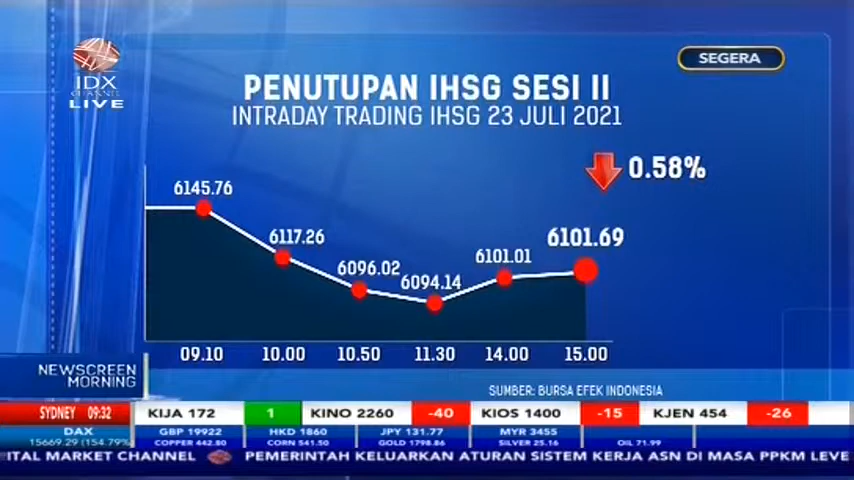 IDX
CHANNEL
LIVE
SEGERA
PENUTUPAN IHSG SESI II
INTRADAY TRADING IHSG 23 JULI 2021
0.58%
6145.76
6117.26
6096.02
6094.14
6101.01
6101.69
09.10 10.00 10.50 11.30 14.00 15.00
NEWSCREEN
MORNING
SUMBER: BURSA EFEK INDONESIA
SYDNEY 09:32 KIJA 172 1 KINO 2260 -40 KIOS 1400 -15 KJEN 454 -26
DAX GBP 19922 HKD 1860 JPY 131.77 MYR 3455
15669.29 (154.79% COPPER 442.80 CORN 541.50 GOLD 1798.86 SILVER 25.16 OIL 71.99
ITAL MARKET CHANNEL PEMERINTAH KELUARKAN ATURAN SISTEM KERJA ASN DI MASA PPKM LEVE